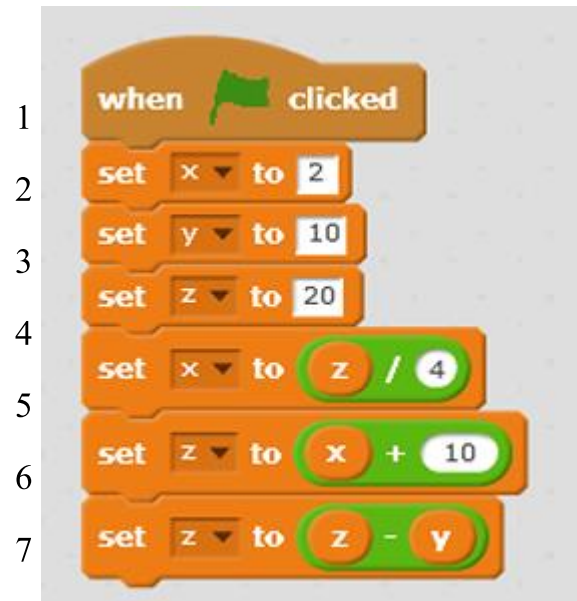 1 when clicked
2 set x to 2
3 set y to 10
4 set z to 20
5 set x to z / 4
6 set z to x + 10
7 set z to z - y